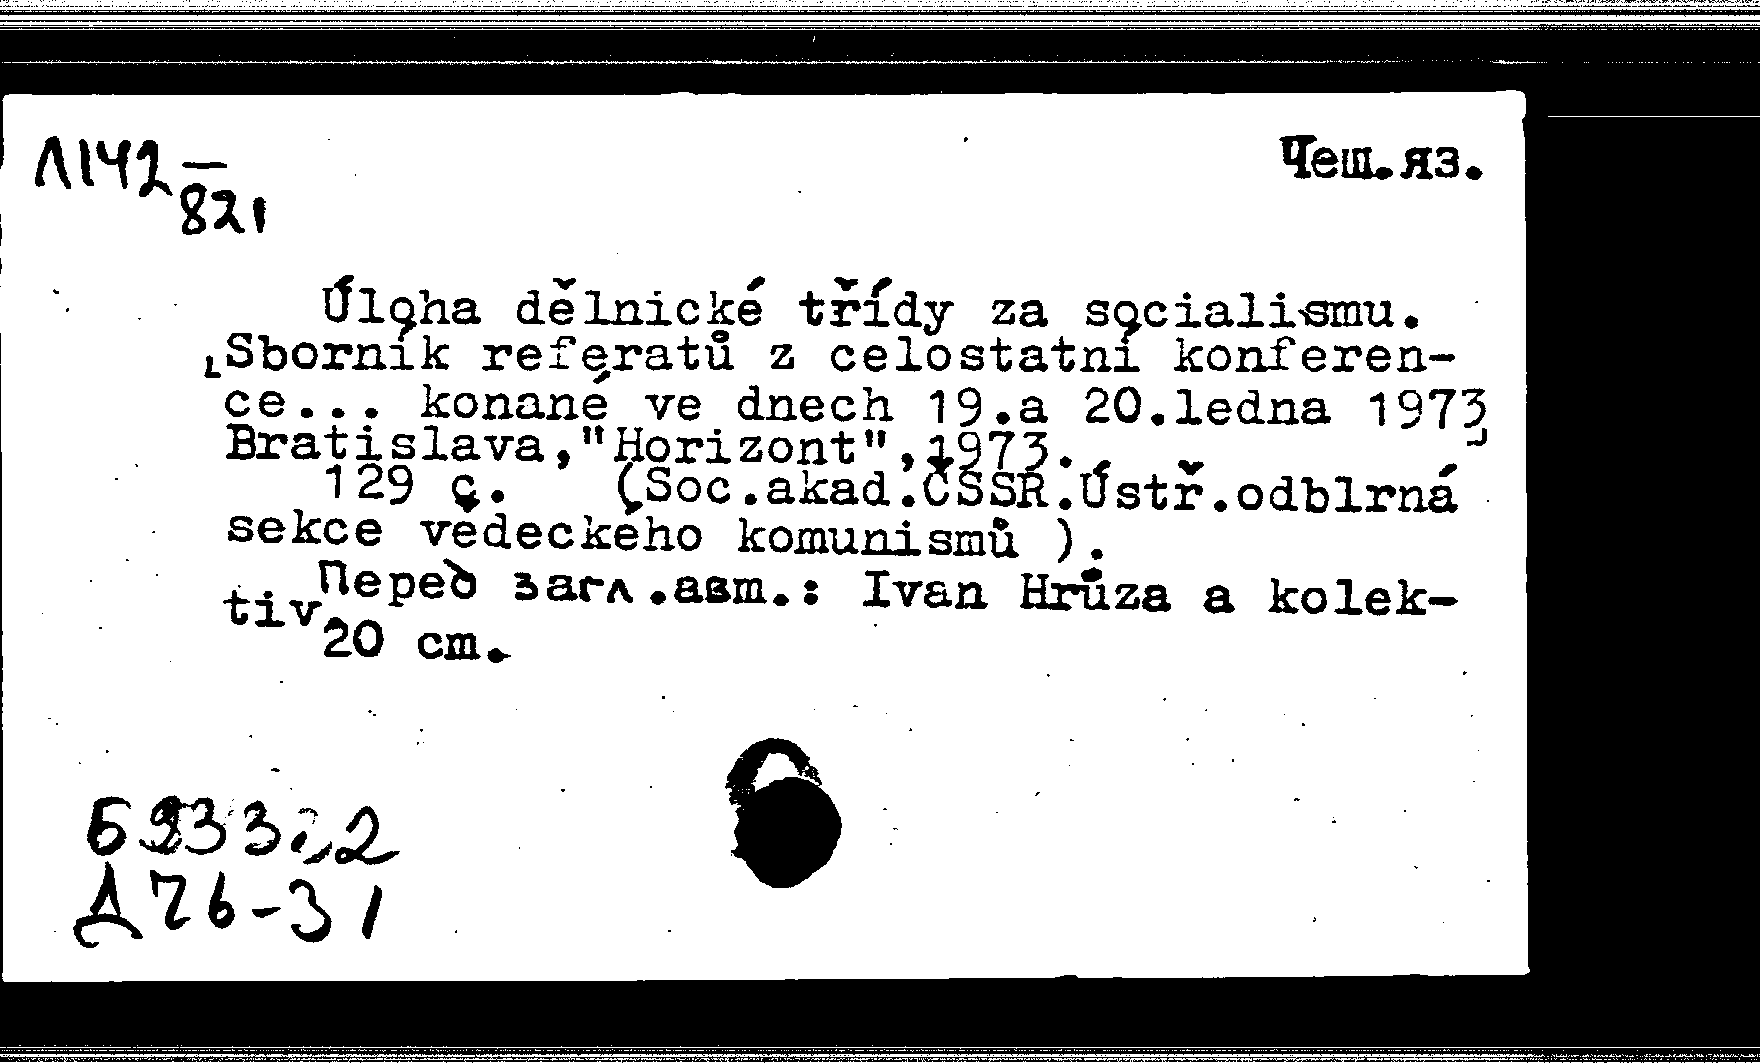 Л142
821
Чеш.яз.
Úloha dělnické třídy za socialismu.
Sborník referatů z celostatní konferen-
ce... konané ve dnech 19.a 20.ledna 1973
Bratislava,"Horizont",1973.
129 с. (Soc.akad.ČSSR.Ústř.odblrná
sekce vědeckého komunismů ).
Перед загл.авт.: Ivan Hrůza a kolek-
tiv.
20 cm.
Д76-31